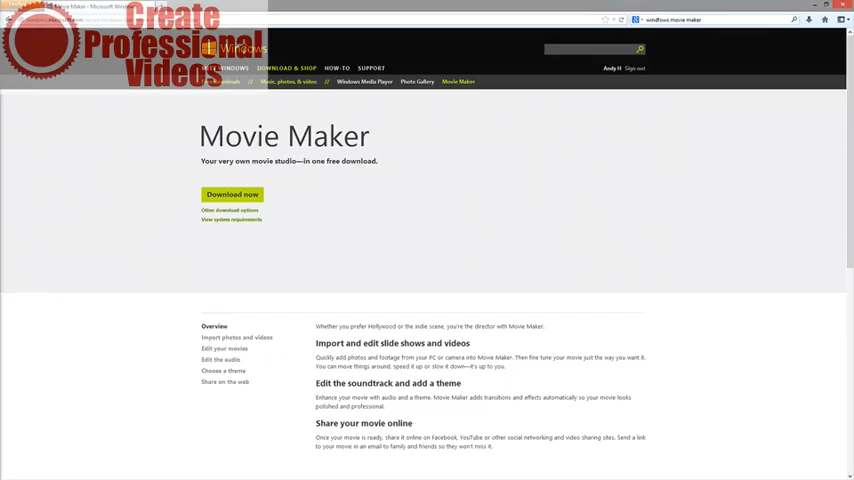 Movie Maker - Microsoft Windows
windfows movie maker
Create
Professional
Videos
Windows
WINDOWS DOWNLOAD & SHOP HOW-TO SUPPORT
Andy H Sign out
// Music, photos, & video // Windows Media Player Photo Gallery Movie Maker
Movie Maker
Your very own movie studio—in one free download.
Download now
Other download options
View system requirements
Overview
Import photos and videos
Edit your movies
Edit the audio
Choose a theme
Share on the web
Whether you prefer Hollywood or the indie scene, you're the director with Movie Maker.
Import and edit slide shows and videos
Quickly add photos and footage from your PC or camera into Movie Maker. Then fine tune your movie just the way you want it.
You can move things around, speed it up or slow it down—it's up to you.
Edit the soundtrack and add a theme
Enhance your movie with audio and a theme. Movie Maker adds transitions and effects automatically so your movie looks
polished and professional.
Share your movie online
Once your movie is ready, share it online on Facebook, YouTube or other social networking and video sharing sites. Send a link
to your movie in an email to family and friends so they won't miss it.